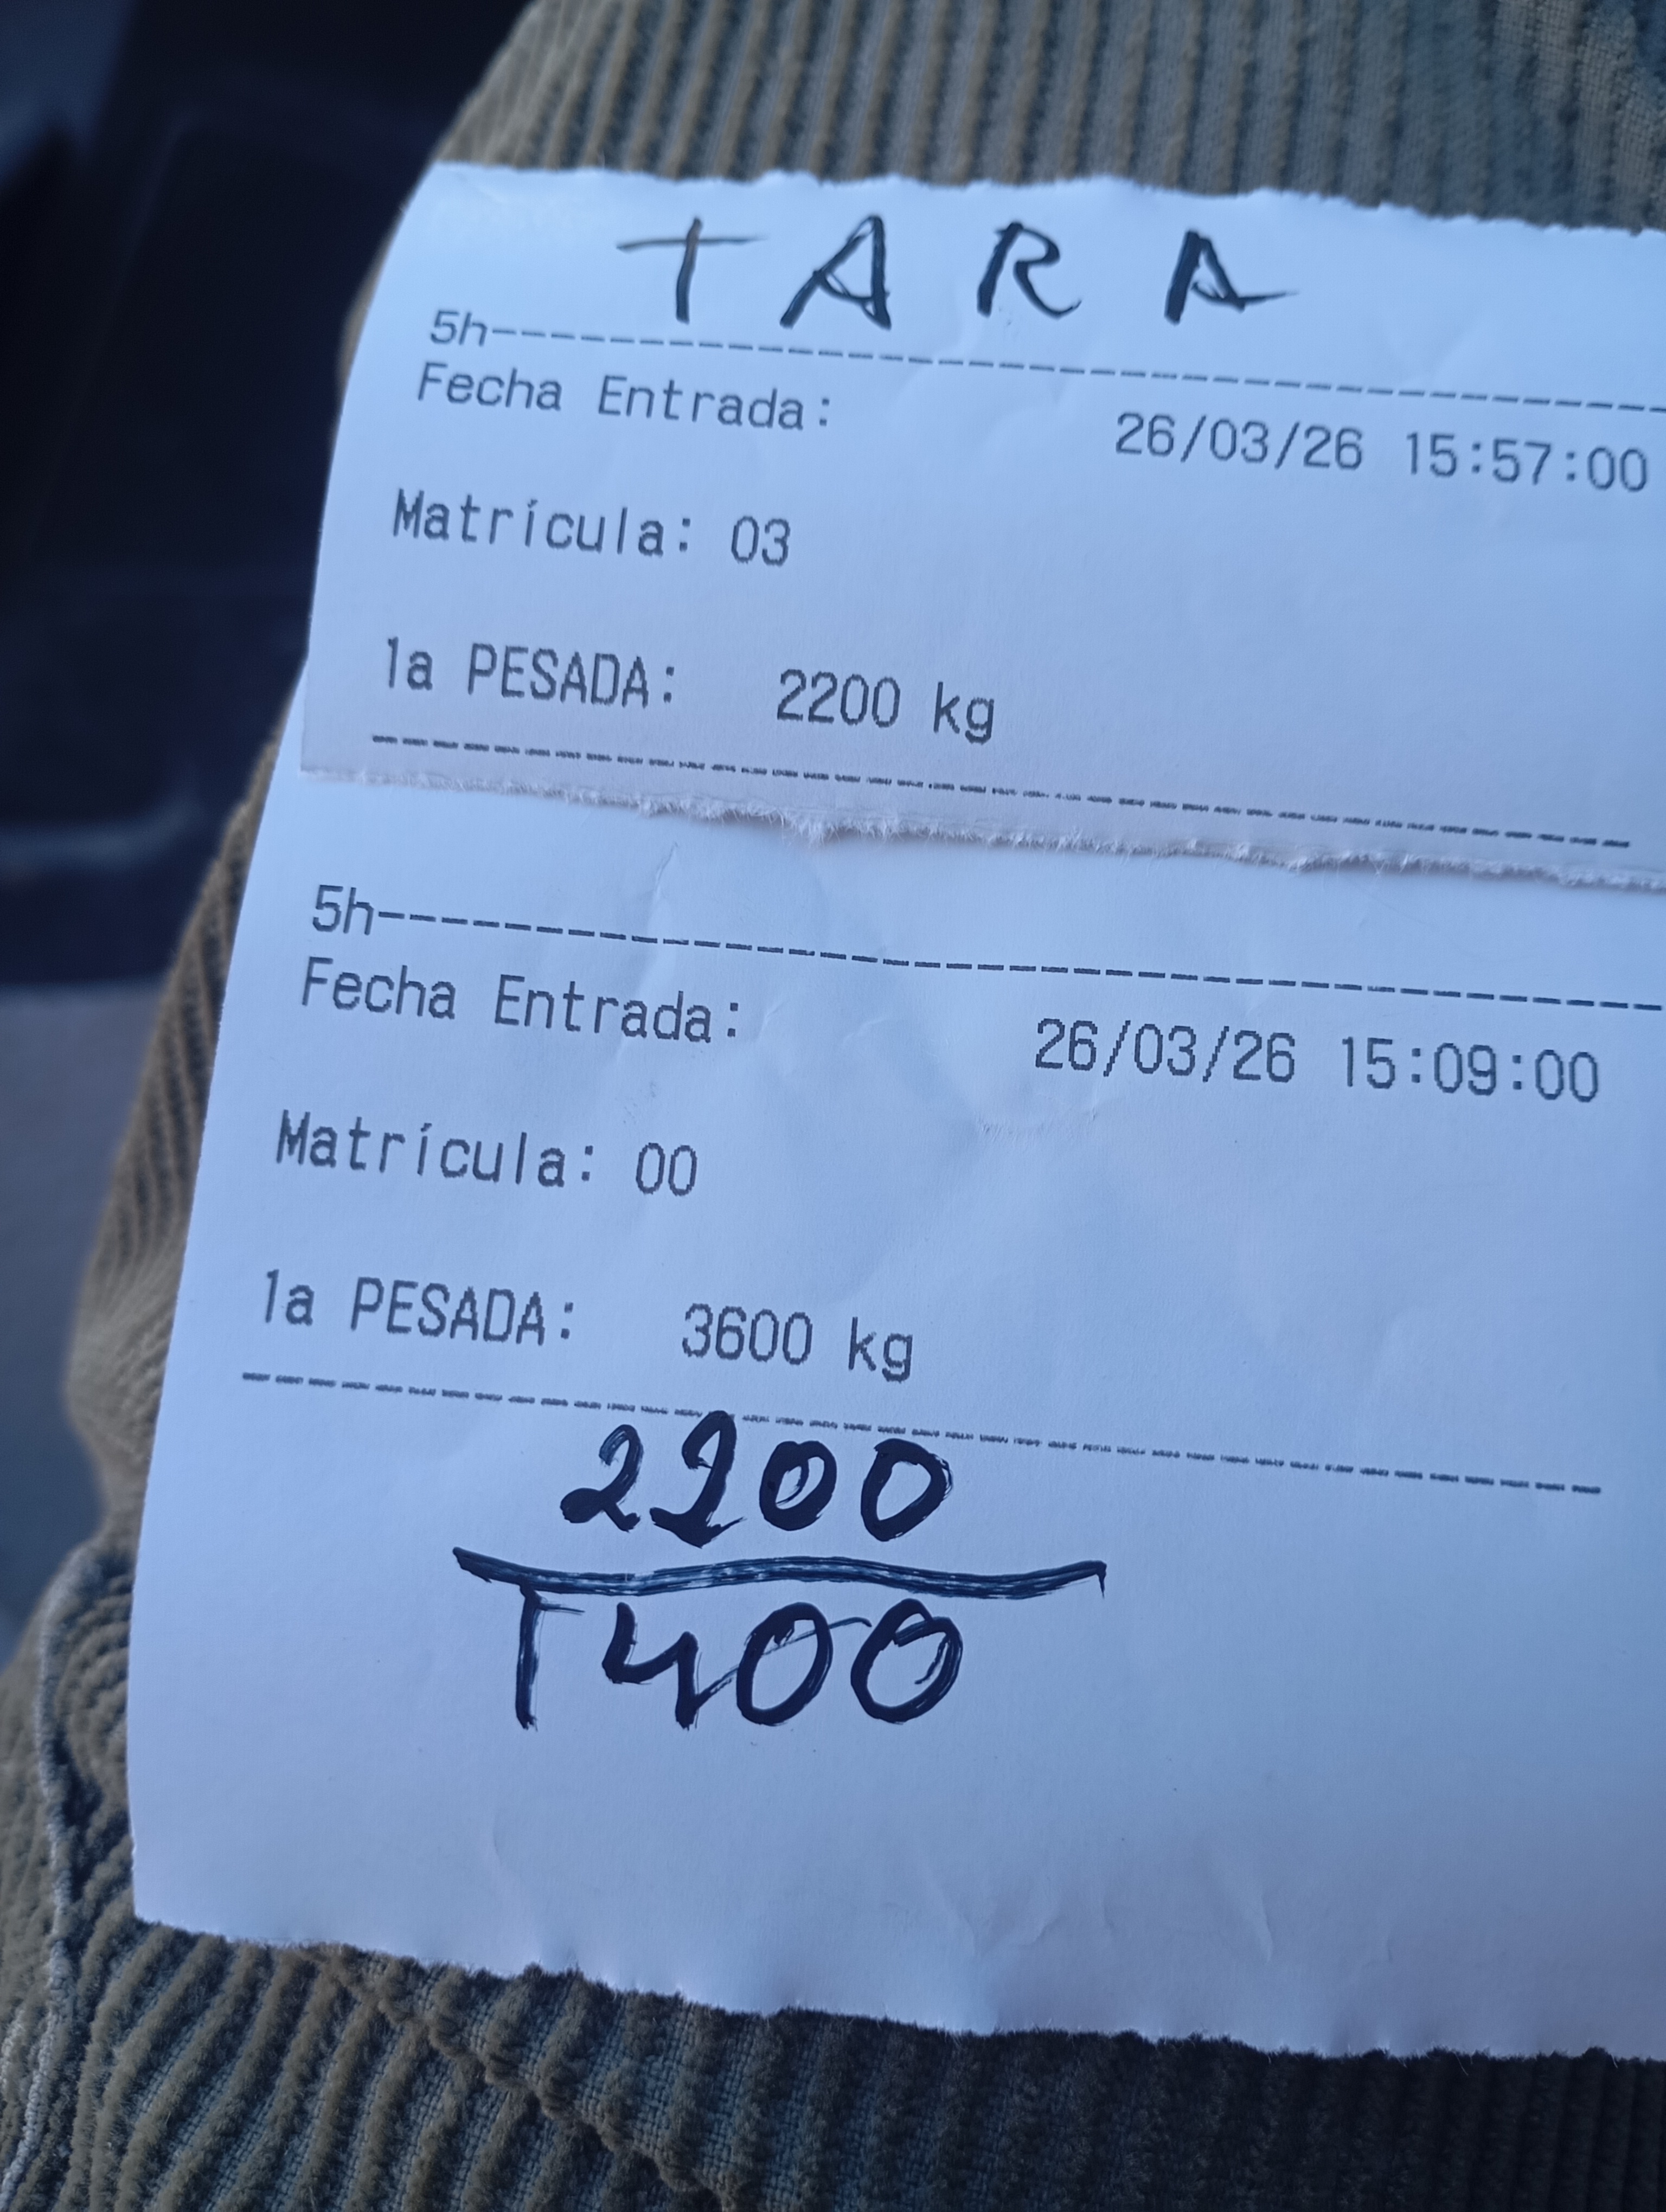 TARA
5h----------------------------------------
Fecha Entrada: 26/03/26 15:57:00
Matrícula: 03
1a PESADA: 2200 kg
----------------------------------------
5h----------------------------------------
Fecha Entrada: 26/03/26 15:09:00
Matrícula: 00
1a PESADA: 3600 kg
----------------------------------------
2200
1400